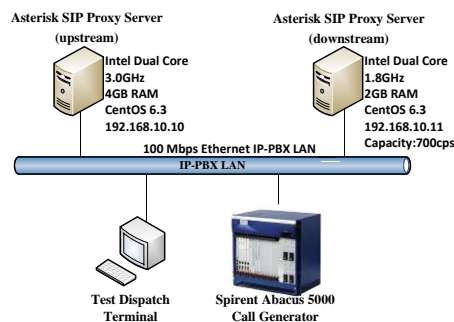 Asterisk SIP Proxy Server
(upstream)
Intel Dual Core
3.0GHz
4GB RAM
CentOS 6.3
192.168.10.10
Asterisk SIP Proxy Server
(downstream)
Intel Dual Core
1.8GHz
2GB RAM
CentOS 6.3
192.168.10.11
Capacity:700cps
100 Mbps Ethernet IP-PBX LAN
IP-PBX LAN
Test Dispatch
Terminal
Spirent Abacus 5000
Call Generator